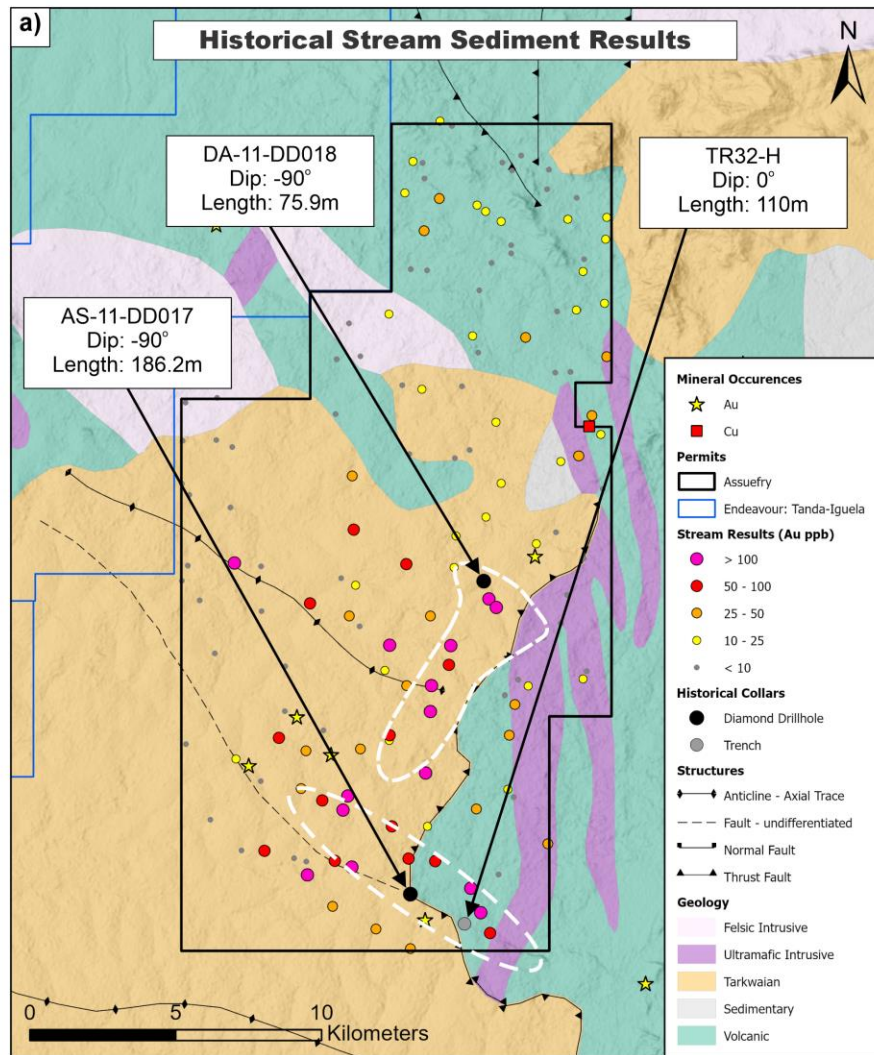 a)
Historical Stream Sediment Results
N
DA-11-DD018
Dip: -90°
Length: 75.9m
TR32-H
Dip: 0°
Length: 110m
AS-11-DD017
Dip: -90°
Length: 186.2m
Mineral Occurences
Au
Cu
Permits
Assuefry
Endeavour: Tanda-Iguela
Stream Results (Au ppb)
> 100
50 - 100
25 - 50
10 - 25
< 10
Historical Collars
Diamond Drillhole
Trench
Structures
Anticline - Axial Trace
Fault - undifferentiated
Normal Fault
Thrust Fault
Geology
Felsic Intrusive
Ultramafic Intrusive
Tarkwaian
Sedimentary
Volcanic
0 5 10
Kilometers